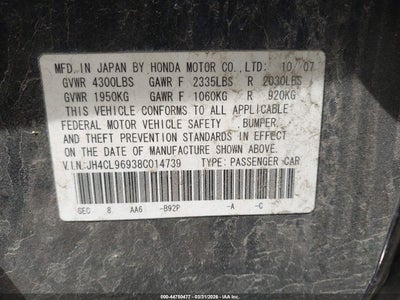 MFD. IN JAPAN BY HONDA MOTOR CO., LTD: 10/07
GVWR 4300LBS GAWR F 2335LBS R 2030LBS
GVWR 1950KG GAWR F 1060KG R 920KG
THIS VEHICLE CONFORMS TO ALL APPLICABLE
FEDERAL MOTOR VEHICLE SAFETY , BUMPER,
AND THEFT PREVENTION STANDARDS IN EFFECT
ON THE DATE OF MANUFACTURE SHOWN ABOVE.
V.I.N: JH4CL96938C014739 TYPE: PASSENGER CAR
GEC 8 AA6 -B92P -A -C
000-44750477 - 03/31/2026 - IAAI.COM